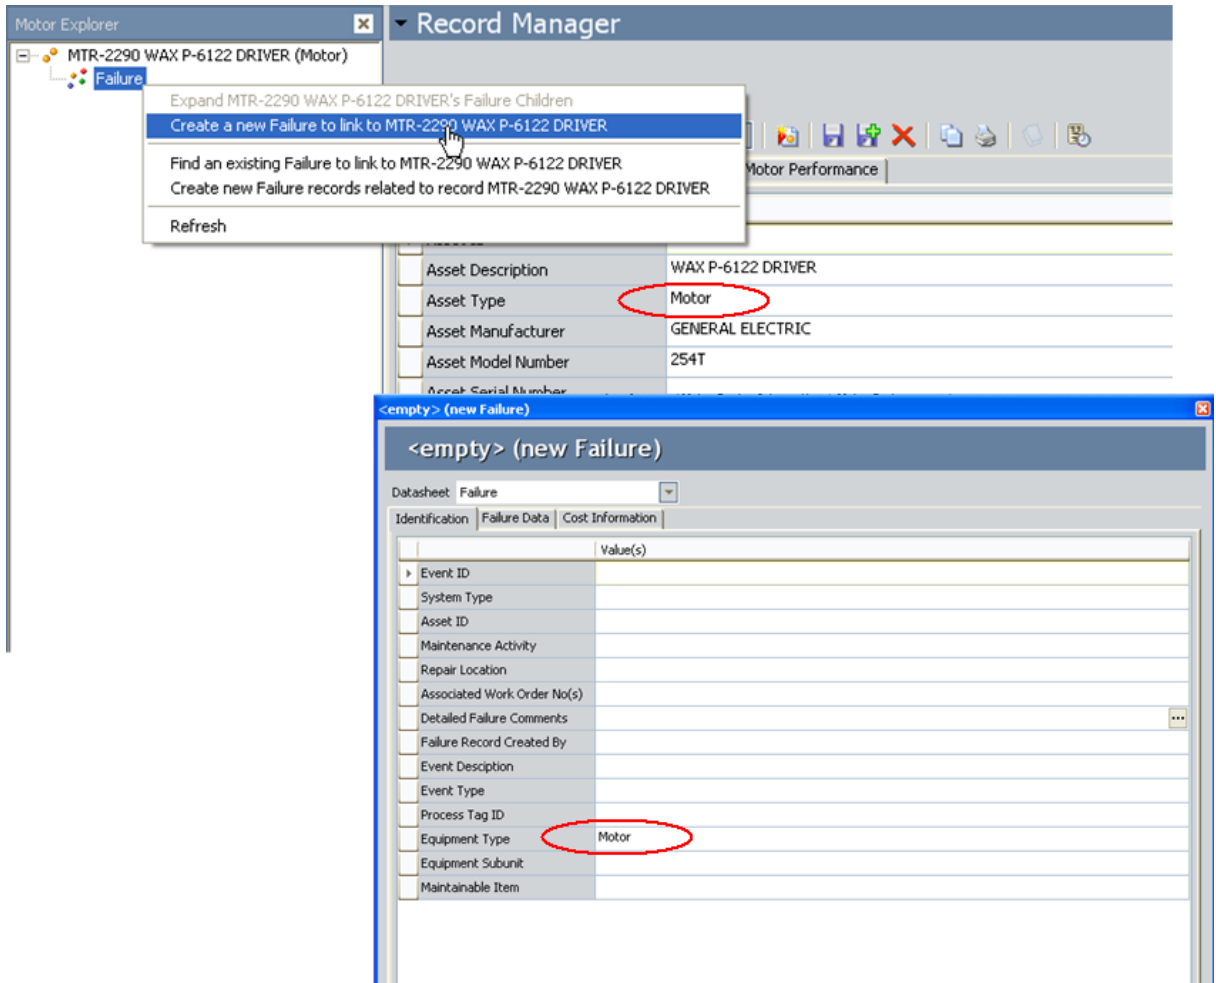 Motor Explorer
Record Manager
MTR-2290 WAX P-6122 DRIVER (Motor)
Failure
Expand MTR-2290 WAX P-6122 DRIVER's Failure Children
Create a new Failure to link to MTR-2290 WAX P-6122 DRIVER
Find an existing Failure to link to MTR-2290 WAX P-6122 DRIVER
Create new Failure records related to record MTR-2290 WAX P-6122 DRIVER
Refresh
Motor Performance
Asset Description WAX P-6122 DRIVER
Asset Type Motor
Asset Manufacturer GENERAL ELECTRIC
Asset Model Number 254T
Asset Serial Number
<empty> (new Failure)
<empty> (new Failure)
Datasheet Failure
Identification Failure Data Cost Information
Value(s)
Event ID
System Type
Asset ID
Maintenance Activity
Repair Location
Associated Work Order No(s)
Detailed Failure Comments ...
Failure Record Created By
Event Desciption
Event Type
Process Tag ID
Equipment Type Motor
Equipment Subunit
Maintainable Item